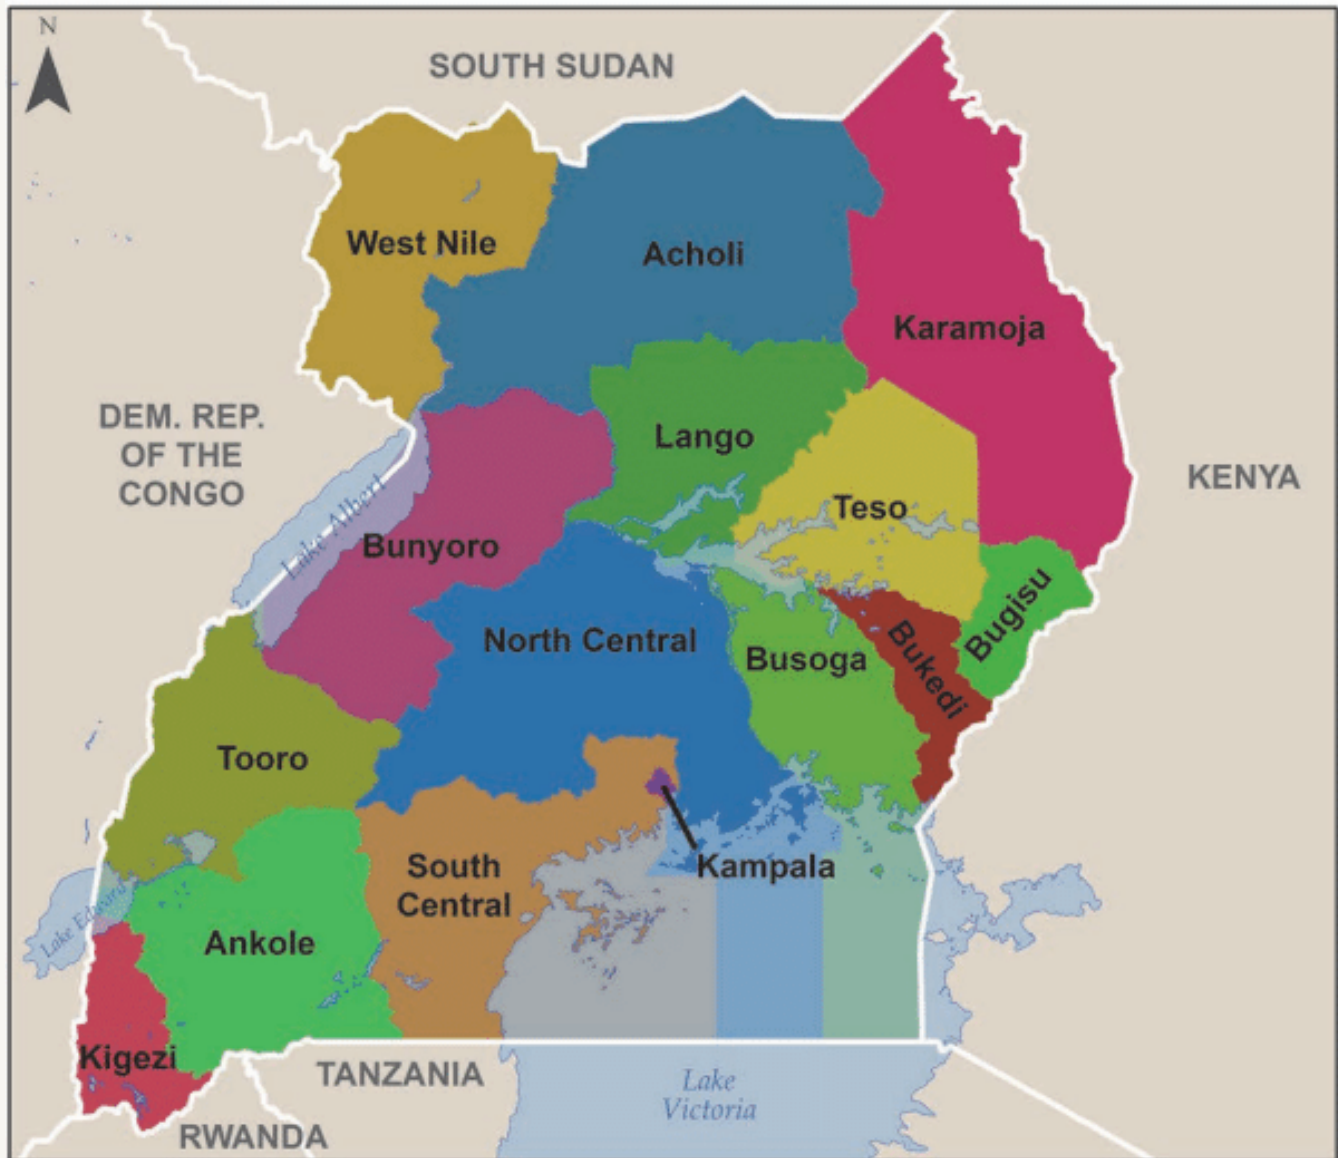 N
SOUTH SUDAN
West Nile
Acholi
Karamoja
DEM. REP.
OF THE
CONGO
Lango
KENYA
Teso
Lake Albert
Bunyoro
North Central
Busoga
Bukedi
Bugisu
Tooro
South
Central
Kampala
Lake Edward
Ankole
Kigezi
TANZANIA
Lake
Victoria
RWANDA